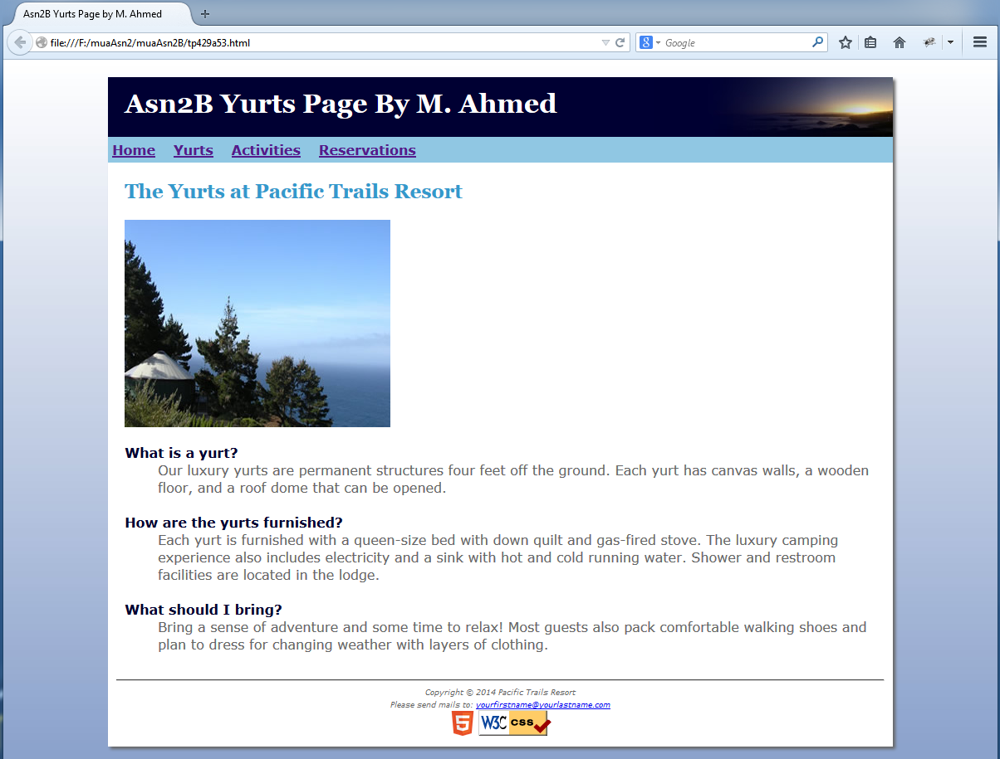 Asn2B Yurts Page by M. Ahmed
file:///F:/muaAsn2/muaAsn2B/tp429a53.html
8 Google
Asn2B Yurts Page By M. Ahmed
Home Yurts Activities Reservations
The Yurts at Pacific Trails Resort
What is a yurt?
Our luxury yurts are permanent structures four feet off the ground. Each yurt has canvas walls, a wooden
floor, and a roof dome that can be opened.
How are the yurts furnished?
Each yurt is furnished with a queen-size bed with down quilt and gas-fired stove. The luxury camping
experience also includes electricity and a sink with hot and cold running water. Shower and restroom
facilities are located in the lodge.
What should I bring?
Bring a sense of adventure and some time to relax! Most guests also pack comfortable walking shoes and
plan to dress for changing weather with layers of clothing.
Copyright © 2014 Pacific Trails Resort
Please send mails to: yourfirstname@yourlastname.com
5 W3C css